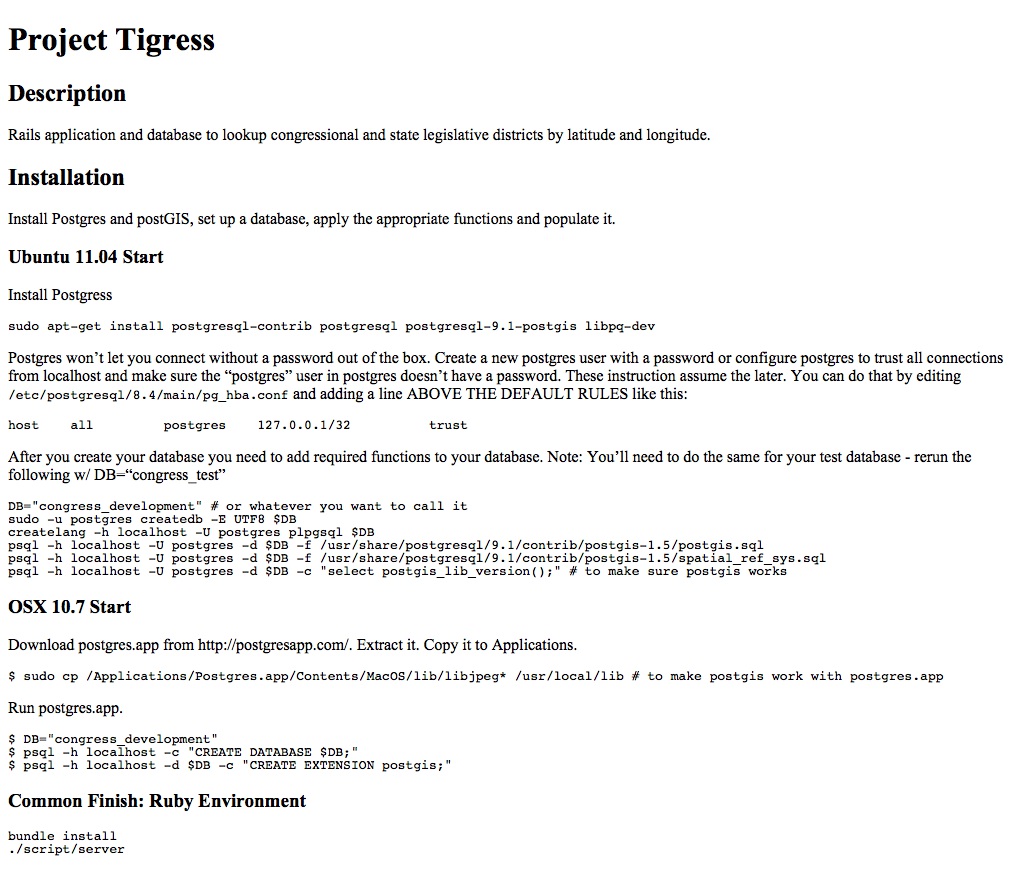 Project Tigress
Description
Rails application and database to lookup congressional and state legislative districts by latitude and longitude.
Installation
Install Postgres and postGIS, set up a database, apply the appropriate functions and populate it.
Ubuntu 11.04 Start
Install Postgress
sudo apt-get install postgresql-contrib postgresql postgresql-9.1-postgis libpq-dev
Postgres won’t let you connect without a password out of the box. Create a new postgres user with a password or configure postgres to trust all connections
from localhost and make sure the “postgres” user in postgres doesn’t have a password. These instruction assume the later. You can do that by editing
/etc/postgresql/8.4/main/pg_hba.conf and adding a line ABOVE THE DEFAULT RULES like this:
host    all         postgres    127.0.0.1/32          trust
After you create your database you need to add required functions to your database. Note: You’ll need to do the same for your test database - rerun the
following w/ DB=“congress_test”
DB="congress_development" # or whatever you want to call it
sudo -u postgres createdb -E UTF8 $DB
createlang -h localhost -U postgres plpgsql $DB
psql -h localhost -U postgres -d $DB -f /usr/share/postgresql/9.1/contrib/postgis-1.5/postgis.sql
psql -h localhost -U postgres -d $DB -f /usr/share/postgresql/9.1/contrib/postgis-1.5/spatial_ref_sys.sql
psql -h localhost -U postgres -d $DB -c "select postgis_lib_version();" # to make sure postgis works
OSX 10.7 Start
Download postgres.app from http://postgresapp.com/. Extract it. Copy it to Applications.
$ sudo cp /Applications/Postgres.app/Contents/MacOS/lib/libjpeg* /usr/local/lib # to make postgis work with postgres.app
Run postgres.app.
$ DB="congress_development"
$ psql -h localhost -c "CREATE DATABASE $DB;"
$ psql -h localhost -d $DB -c "CREATE EXTENSION postgis;"
Common Finish: Ruby Environment
bundle install
./script/server